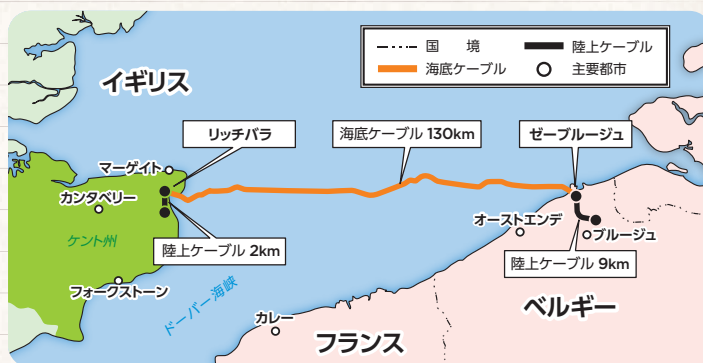 国　境
陸上ケーブル
海底ケーブル
主要都市
イギリス
リッチバラ
海底ケーブル 130km
ゼーブルージュ
マーゲイト
カンタベリー
オーストエンデ
ブルージュ
ケント州
陸上ケーブル 2km
陸上ケーブル 9km
フォークストーン
ドーバー海峡
ベルギー
カレー
フランス